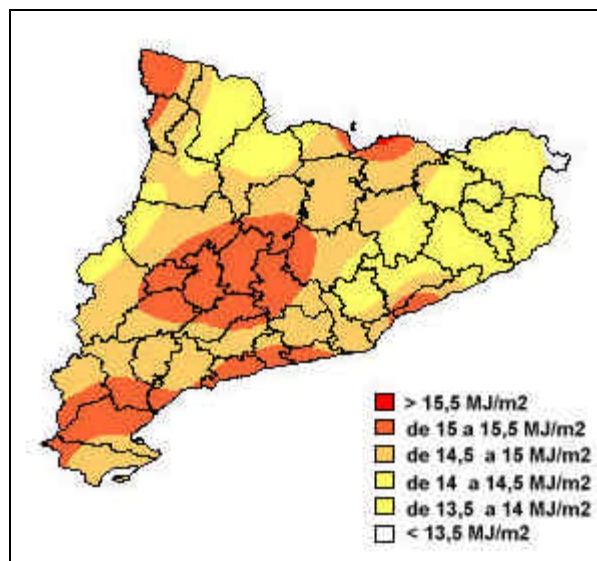 > 15,5 MJ/m2
de 15 a 15,5 MJ/m2
de 14,5 a 15 MJ/m2
de 14 a 14,5 MJ/m2
de 13,5 a 14 MJ/m2
< 13,5 MJ/m2